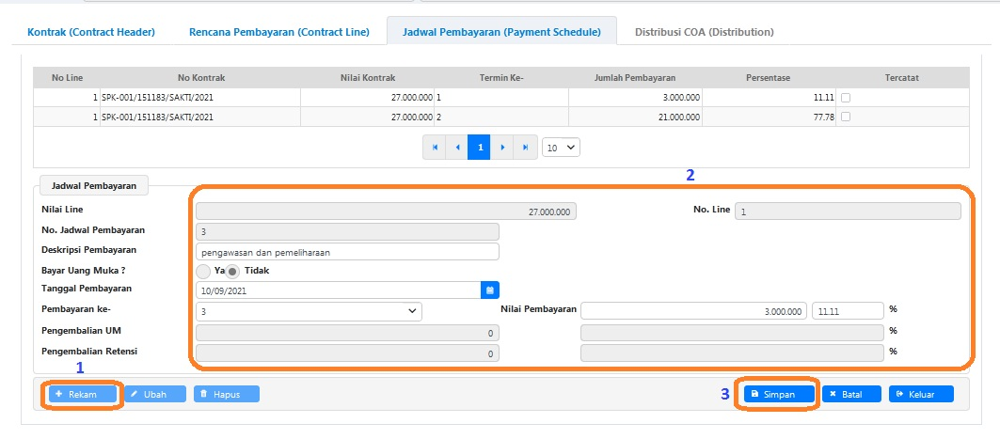 Kontrak (Contract Header) Rencana Pembayaran (Contract Line) Jadwal Pembayaran (Payment Schedule) Distribusi COA (Distribution)
No Line No Kontrak Nilai Kontrak Termin Ke- Jumlah Pembayaran Persentase Tercatat
1 SPK-001/151183/SAKTI/2021 27.000.000 1 3.000.000 11.11
1 SPK-001/151183/SAKTI/2021 27.000.000 2 21.000.000 77.78
1 10
2
Jadwal Pembayaran
Nilai Line 27.000.000 No. Line 1
No. Jadwal Pembayaran 3
Deskripsi Pembayaran pengawasan dan pemeliharaan
Bayar Uang Muka ? Ya Tidak
Tanggal Pembayaran 10/09/2021
Pembayaran ke- 3 Nilai Pembayaran 3.000.000 11.11 %
Pengembalian UM 0 %
Pengembalian Retensi 0 %
1
Rekam Ubah Hapus 3 Simpan Batal Keluar